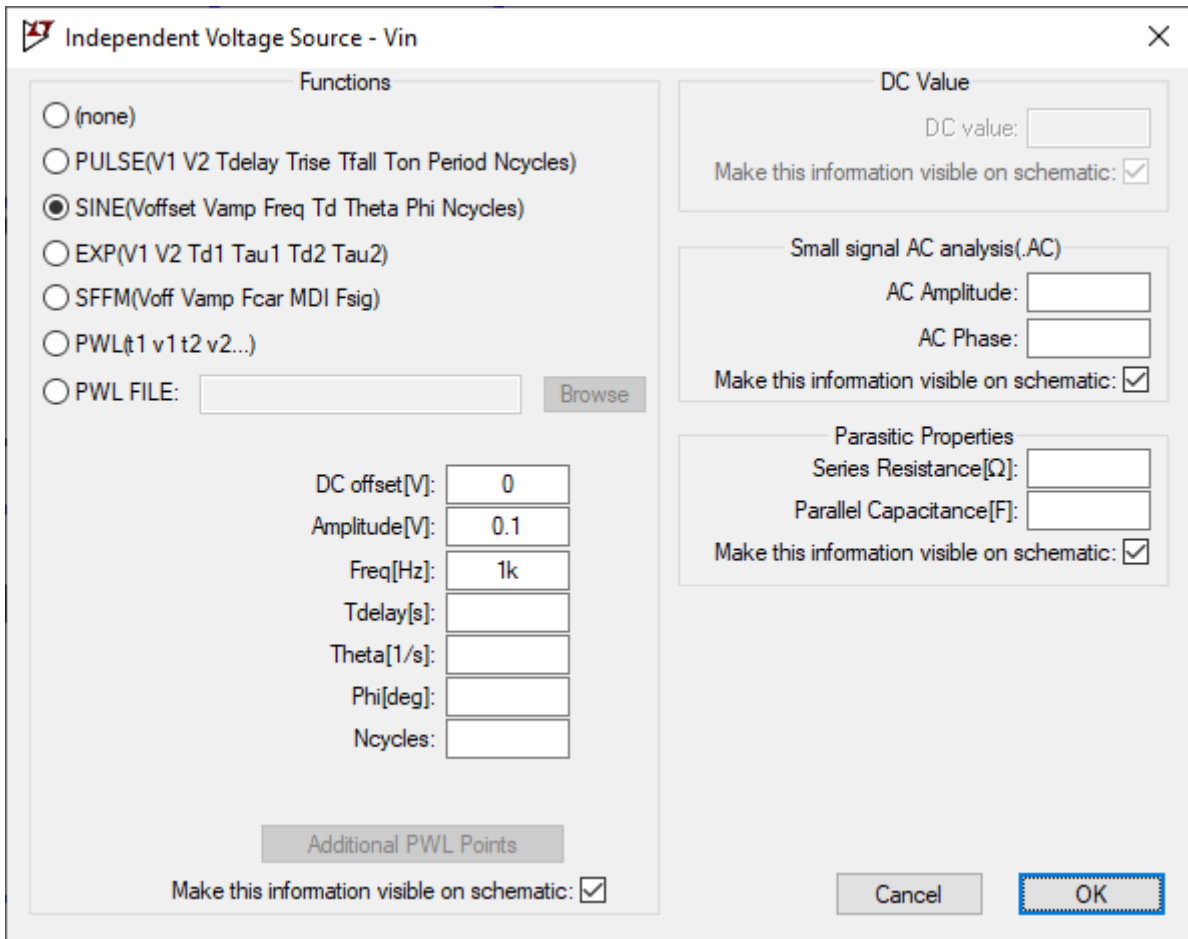 Independent Voltage Source - Vin
Functions
(none)
PULSE(V1 V2 Tdelay Trise Tfall Ton Period Ncycles)
SINE(Voffset Vamp Freq Td Theta Phi Ncycles)
EXP(V1 V2 Td1 Tau1 Td2 Tau2)
SFFM(Voff Vamp Fcar MDI Fsig)
PWL(t1 v1 t2 v2...)
PWL FILE: Browse
DC offset[V]: 0
Amplitude[V]: 0.1
Freq[Hz]: 1k
Tdelay[s]:
Theta[1/s]:
Phi[deg]:
Ncycles:
Additional PWL Points
Make this information visible on schematic:
DC Value
DC value:
Make this information visible on schematic:
Small signal AC analysis(.AC)
AC Amplitude:
AC Phase:
Make this information visible on schematic:
Parasitic Properties
Series Resistance[Ω]:
Parallel Capacitance[F]:
Make this information visible on schematic:
Cancel OK